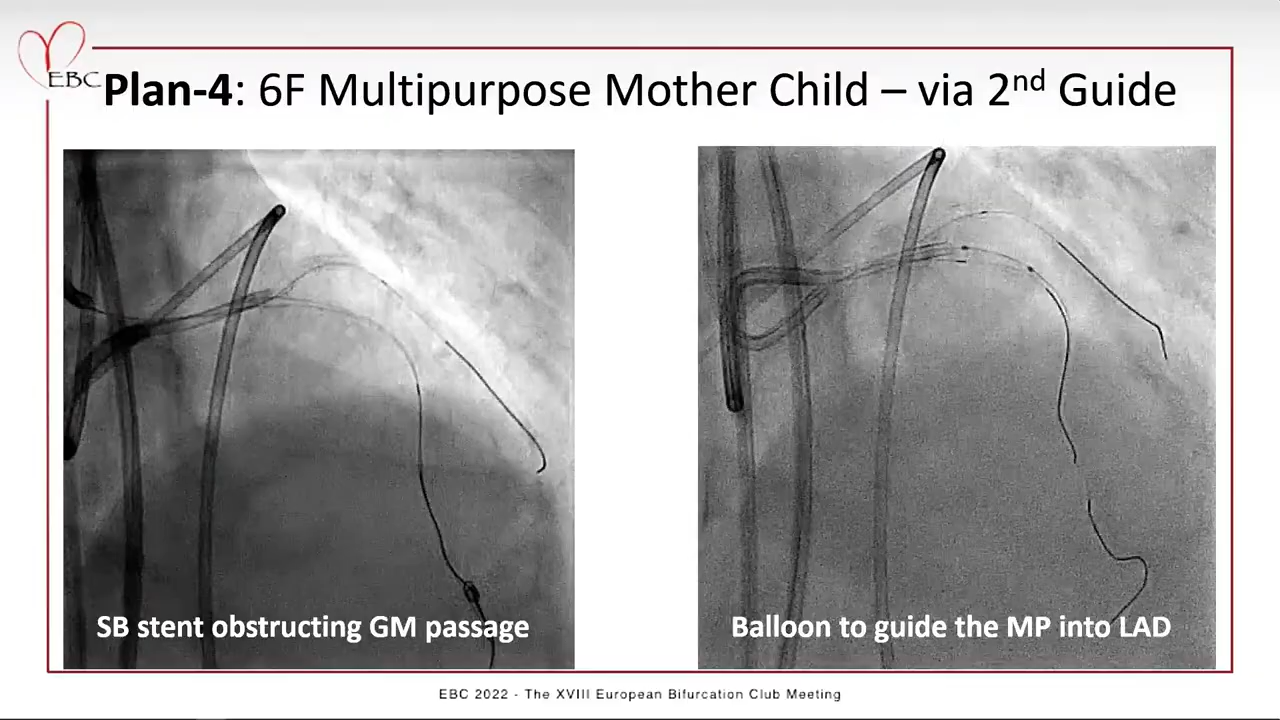 EBC
Plan-4: 6F Multipurpose Mother Child – via 2nd Guide
SB stent obstructing GM passage
Balloon to guide the MP into LAD
EBC 2022 - The XVIII European Bifurcation Club Meeting